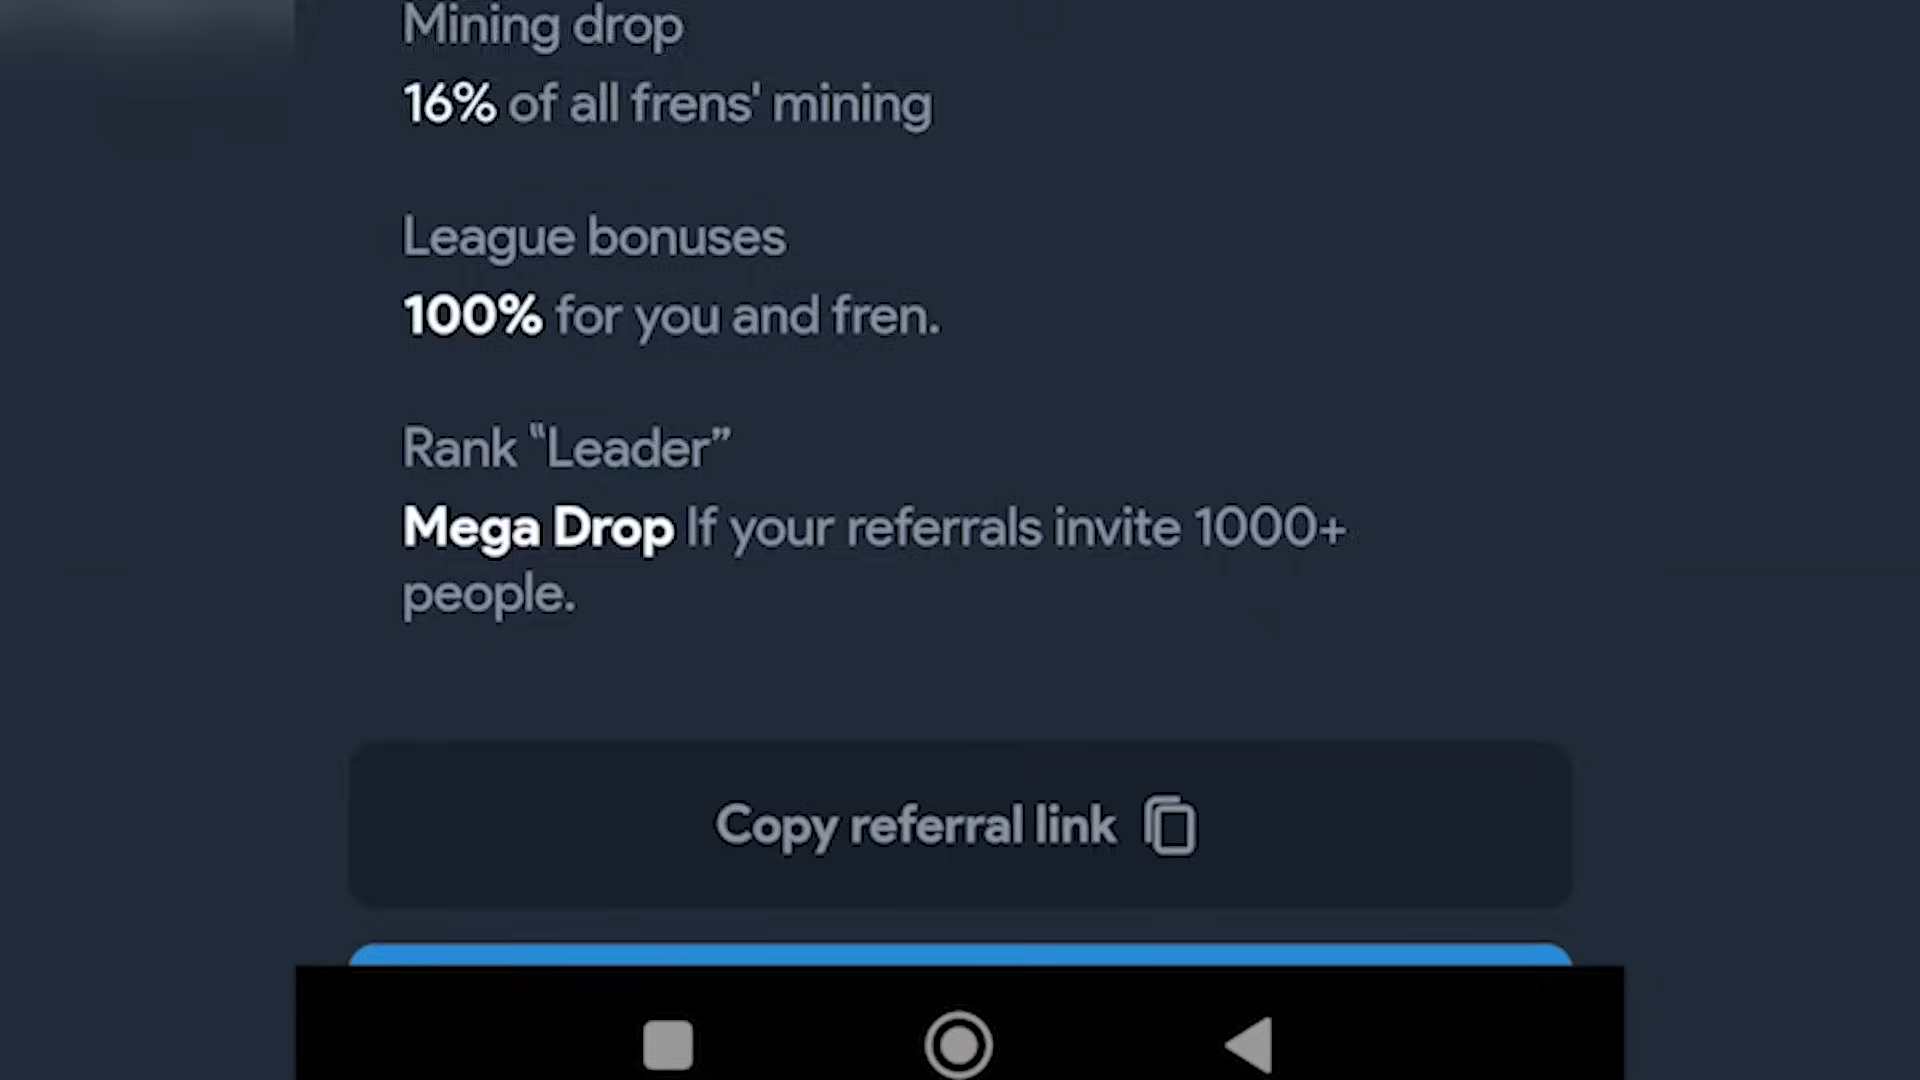 Mining drop
16% of all frens' mining
League bonuses
100% for you and fren.
Rank “Leader”
Mega Drop If your referrals invite 1000+
people.
Copy referral link